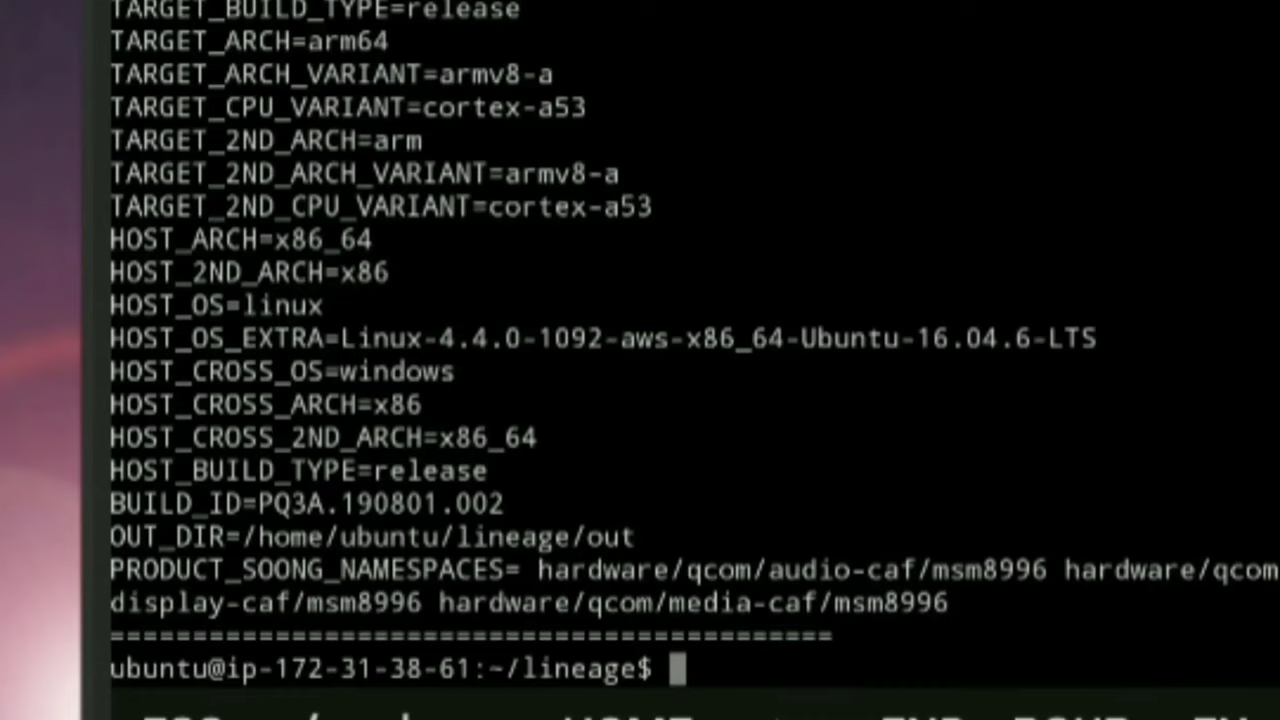 TARGET_BUILD_TYPE=release
TARGET_ARCH=arm64
TARGET_ARCH_VARIANT=armv8-a
TARGET_CPU_VARIANT=cortex-a53
TARGET_2ND_ARCH=arm
TARGET_2ND_ARCH_VARIANT=armv8-a
TARGET_2ND_CPU_VARIANT=cortex-a53
HOST_ARCH=x86_64
HOST_2ND_ARCH=x86
HOST_OS=linux
HOST_OS_EXTRA=Linux-4.4.0-1092-aws-x86_64-Ubuntu-16.04.6-LTS
HOST_CROSS_OS=windows
HOST_CROSS_ARCH=x86
HOST_CROSS_2ND_ARCH=x86_64
HOST_BUILD_TYPE=release
BUILD_ID=PQ3A.190801.002
OUT_DIR=/home/ubuntu/lineage/out
PRODUCT_SOONG_NAMESPACES= hardware/qcom/audio-caf/msm8996 hardware/qcom
display-caf/msm8996 hardware/qcom/media-caf/msm8996
============================================
ubuntu@ip-172-31-38-61:~/lineage$